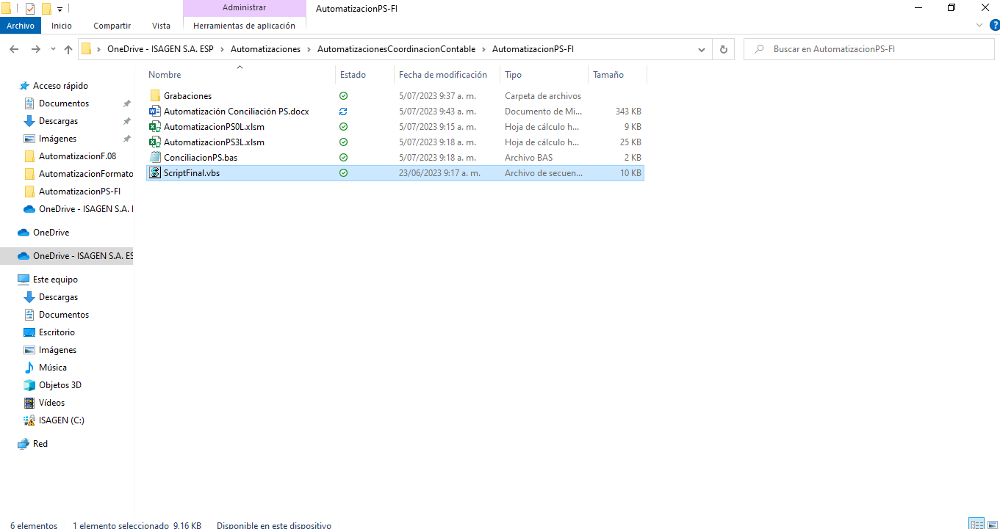 Administrar
AutomatizacionPS-FI
Archivo Inicio Compartir Vista Herramientas de aplicación
OneDrive - ISAGEN S.A. ESP > Automatizaciones > AutomatizacionesCoordinacionContable > AutomatizacionPS-FI
Buscar en AutomatizacionPS-FI
Acceso rápido
Documentos
Descargas
Imágenes
AutomatizacionF.08
AutomatizacionFormato
AutomatizacionPS-FI
OneDrive - ISAGEN S.A. I
OneDrive
OneDrive - ISAGEN S.A. ES
Este equipo
Descargas
Documentos
Escritorio
Imágenes
Música
Objetos 3D
Vídeos
ISAGEN (C:)
Red
Nombre Estado Fecha de modificación Tipo Tamaño
Grabaciones 5/07/2023 9:37 a. m. Carpeta de archivos
Automatización Conciliación PS.docx 5/07/2023 9:43 a. m. Documento de Mi... 343 KB
AutomatizacionPS0L.xlsm 5/07/2023 9:15 a. m. Hoja de cálculo h... 9 KB
AutomatizacionPS3L.xlsm 5/07/2023 9:18 a. m. Hoja de cálculo h... 25 KB
ConciliacionPS.bas 5/07/2023 9:18 a. m. Archivo BAS 2 KB
ScriptFinal.vbs 23/06/2023 9:17 a. m. Archivo de secuen... 10 KB
6 elementos 1 elemento seleccionado 9.16 KB Disponible en este dispositivo